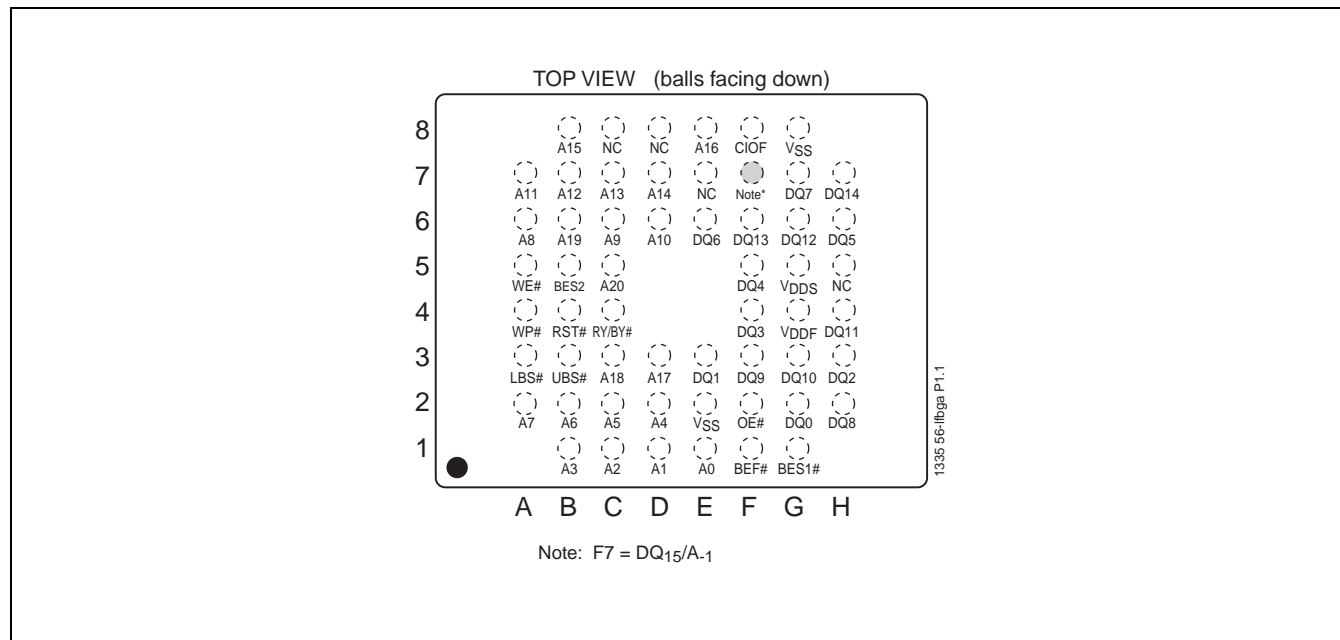 TOP VIEW (balls facing down)
8
A15 NC NC A16 CIOF VSS
7
A11 A12 A13 A14 NC Note* DQ7 DQ14
6
A8 A19 A9 A10 DQ6 DQ13 DQ12 DQ5
5
WE# BES2 A20 DQ4 VDDS NC
4
WP# RST# RY/BY# DQ3 VDDF DQ11
3
LBS# UBS# A18 A17 DQ1 DQ9 DQ10 DQ2
2
A7 A6 A5 A4 VSS OE# DQ0 DQ8
1
A3 A2 A1 A0 BEF# BES1#
A B C D E F G H
1335 56-lfbga P1.1
Note: F7 = DQ15/A-1